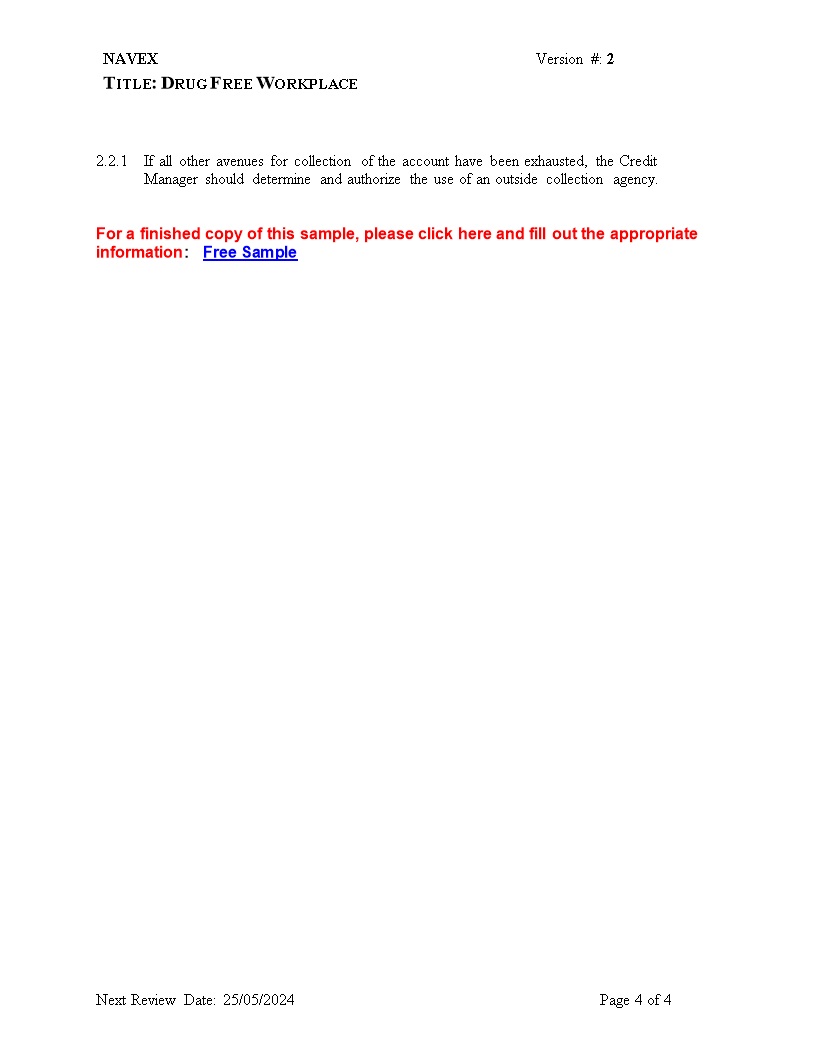 NAVEX Version #: 2
TITLE: DRUG FREE WORKPLACE
2.2.1 If all other avenues for collection of the account have been exhausted, the Credit
Manager should determine and authorize the use of an outside collection agency.
For a finished copy of this sample, please click here and fill out the appropriate
information: Free Sample
Next Review Date: 25/05/2024 Page 4 of 4